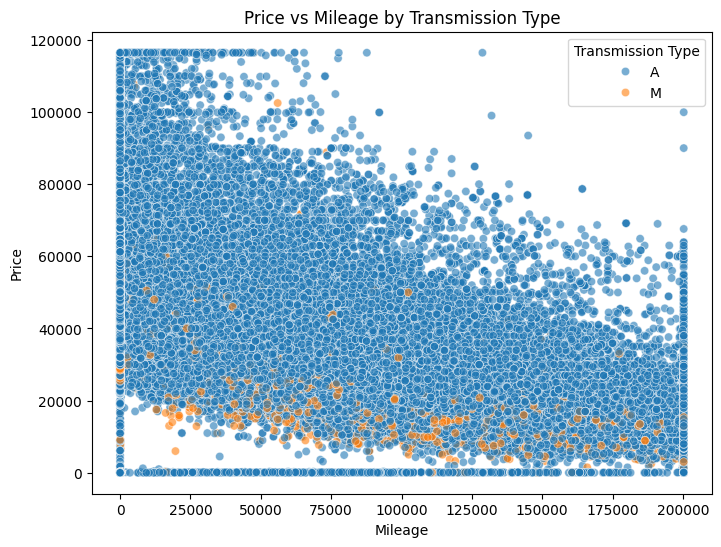 Price vs Mileage by Transmission Type
120000
100000
80000
60000
40000
20000
0
Price
Transmission Type
A
M
0 25000 50000 75000 100000 125000 150000 175000 200000
Mileage